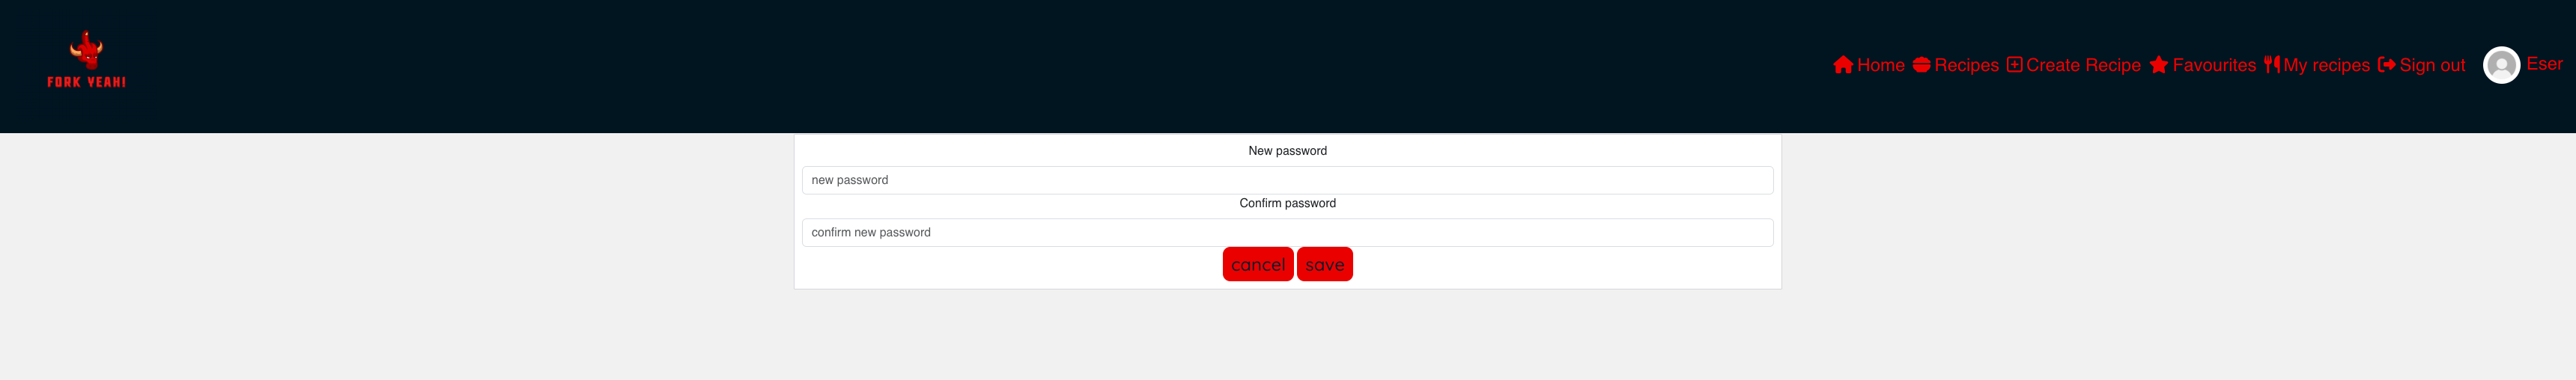 FORK YEAH!
Home Recipes Create Recipe Favourites My recipes Sign out Eser
New password
new password
Confirm password
confirm new password
cancel save